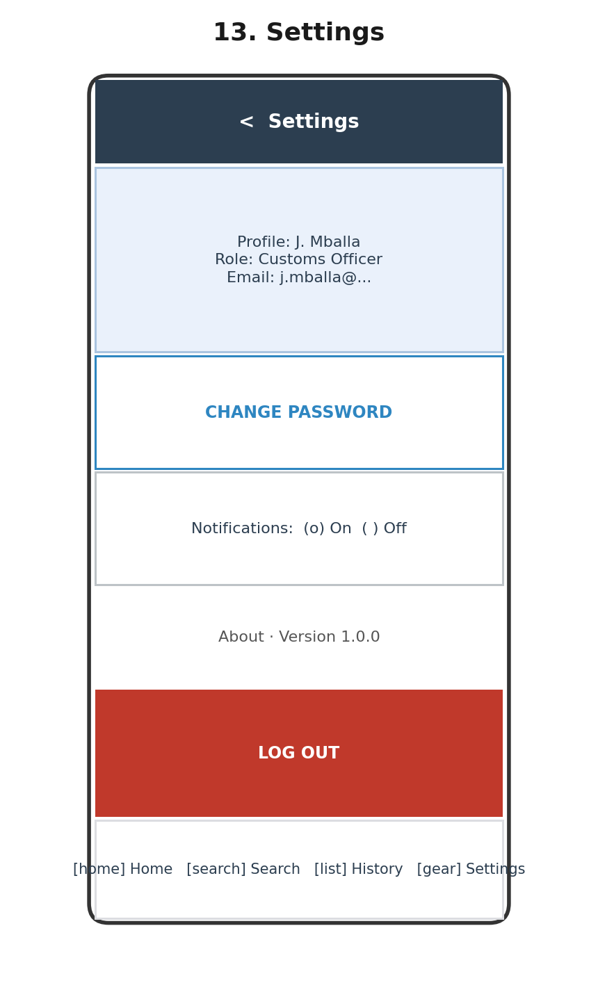 13. Settings
<  Settings
Profile: J. Mballa
Role: Customs Officer
Email: j.mballa@...
CHANGE PASSWORD
Notifications:  (o) On  ( ) Off
About · Version 1.0.0
LOG OUT
[home] Home   [search] Search   [list] History   [gear] Settings